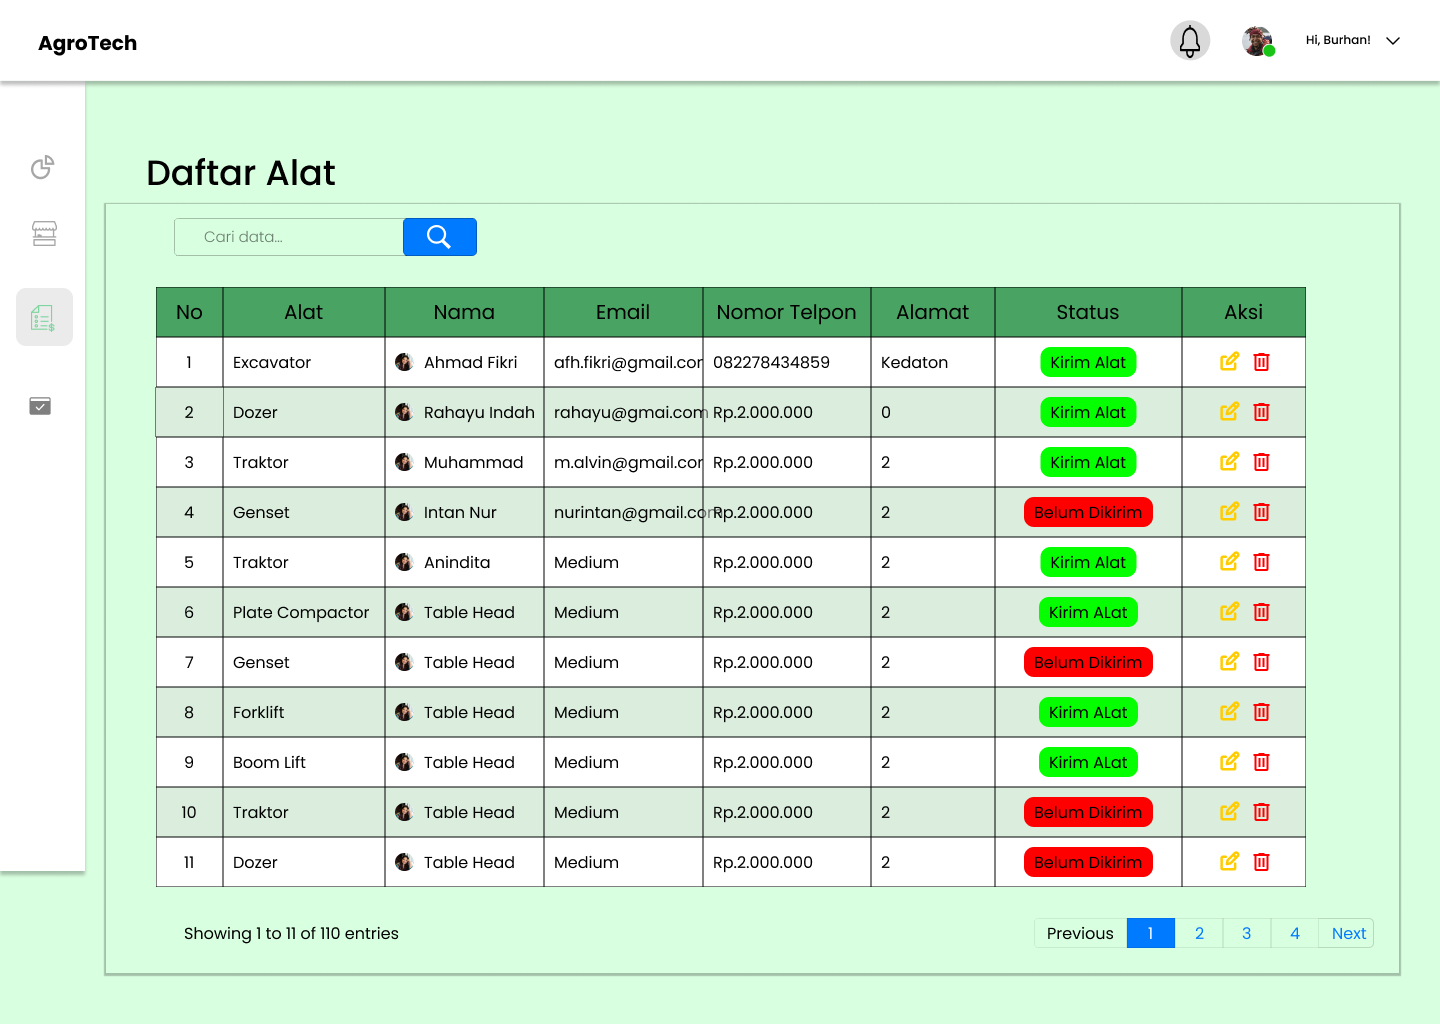 AgroTech
Hi, Burhan!
Daftar Alat
Cari data...
No Alat Nama Email Nomor Telpon Alamat Status Aksi
1 Excavator Ahmad Fikri afh.fikri@gmail.com 082278434859 Kedaton Kirim Alat
2 Dozer Rahayu Indah rahayu@gmai.com Rp.2.000.000 0 Kirim Alat
3 Traktor Muhammad m.alvin@gmail.com Rp.2.000.000 2 Kirim Alat
4 Genset Intan Nur nurintan@gmail.com Rp.2.000.000 2 Belum Dikirim
5 Traktor Anindita Medium Rp.2.000.000 2 Kirim Alat
6 Plate Compactor Table Head Medium Rp.2.000.000 2 Kirim ALat
7 Genset Table Head Medium Rp.2.000.000 2 Belum Dikirim
8 Forklift Table Head Medium Rp.2.000.000 2 Kirim ALat
9 Boom Lift Table Head Medium Rp.2.000.000 2 Kirim ALat
10 Traktor Table Head Medium Rp.2.000.000 2 Belum Dikirim
11 Dozer Table Head Medium Rp.2.000.000 2 Belum Dikirim
Showing 1 to 11 of 110 entries
Previous 1 2 3 4 Next